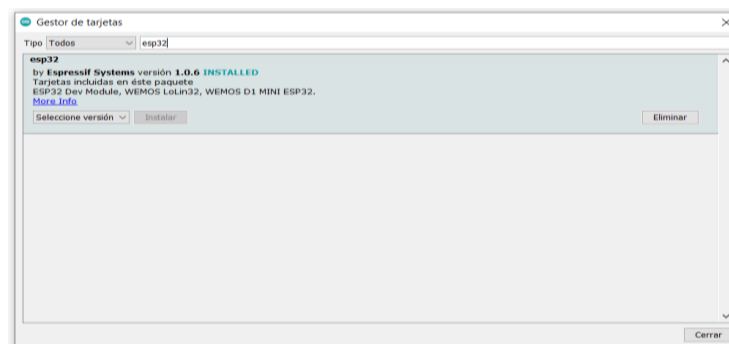 Gestor de tarjetas
Tipo Todos esp32
esp32
by Espressif Systems versión 1.0.6 INSTALLED
Tarjetas incluidas en éste paquete
ESP32 Dev Module, WEMOS LoLin32, WEMOS D1 MINI ESP32.
More Info
Seleccione versión Instalar Eliminar
Cerrar